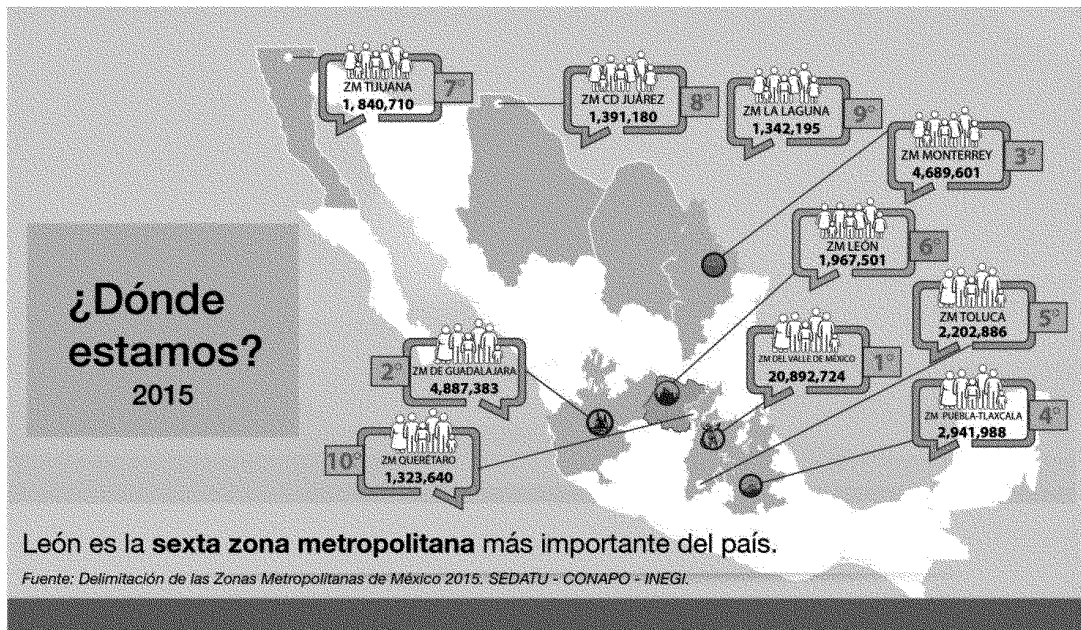 ZM TIJUANA
1, 840,710
7°
ZM CD JUÁREZ
1,391,180
8°
ZM LA LAGUNA
1,342,195
9°
ZM MONTERREY
4,689,601
3°
ZM LEÓN
1,967,501
6°
ZM TOLUCA
2,202,886
5°
¿Dónde
estamos?
2015
2°
ZM DE GUADALAJARA
4,887,383
ZM DEL VALLE DE MÉXICO
20,892,724
1°
ZM PUEBLA-TLAXCALA
2,941,988
4°
10°
ZM QUERÉTARO
1,323,640
León es la sexta zona metropolitana más importante del país.
Fuente: Delimitación de las Zonas Metropolitanas de México 2015. SEDATU - CONAPO - INEGI.